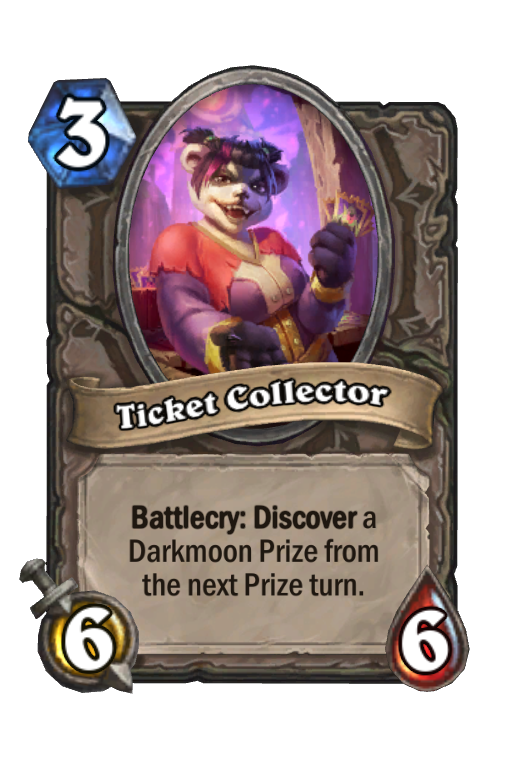 3
Ticket Collector
Battlecry: Discover a
Darkmoon Prize from
the next Prize turn.
6 6